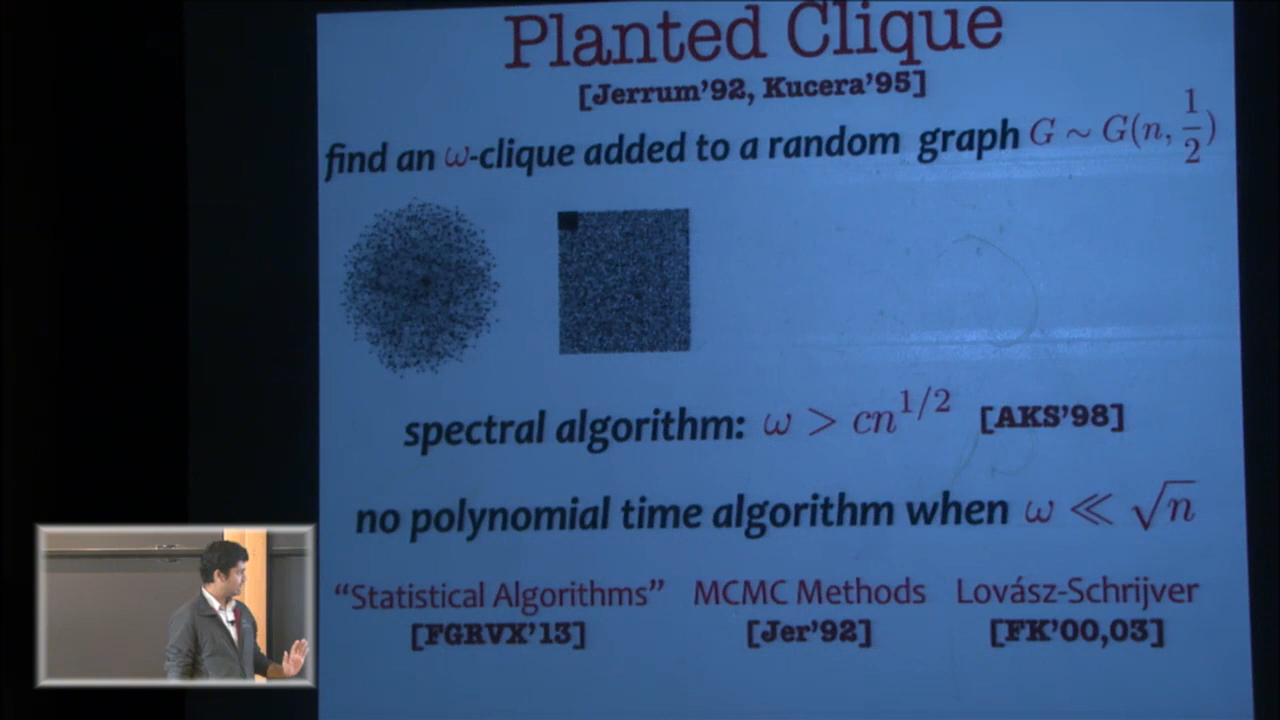 Planted Clique
[Jerrum'92, Kucera'95]
find an ω-clique added to a random graph G ∼ G(n, 1/2)
spectral algorithm: ω > cn^{1/2} [AKS'98]
no polynomial time algorithm when ω ≪ √n
“Statistical Algorithms” MCMC Methods Lovász-Schrijver
[FGRVX'13] [Jer'92] [FK'00,03]